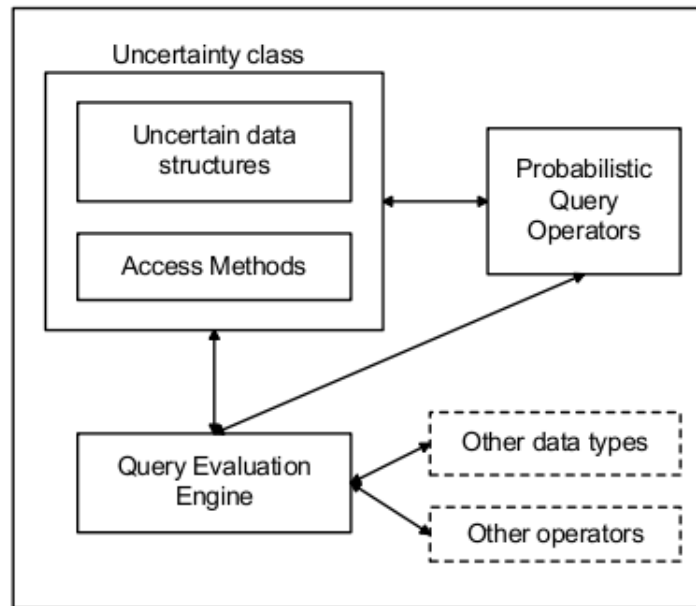 Uncertainty class
Uncertain data
structures
Access Methods
Probabilistic
Query
Operators
Query Evaluation
Engine
Other data types
Other operators